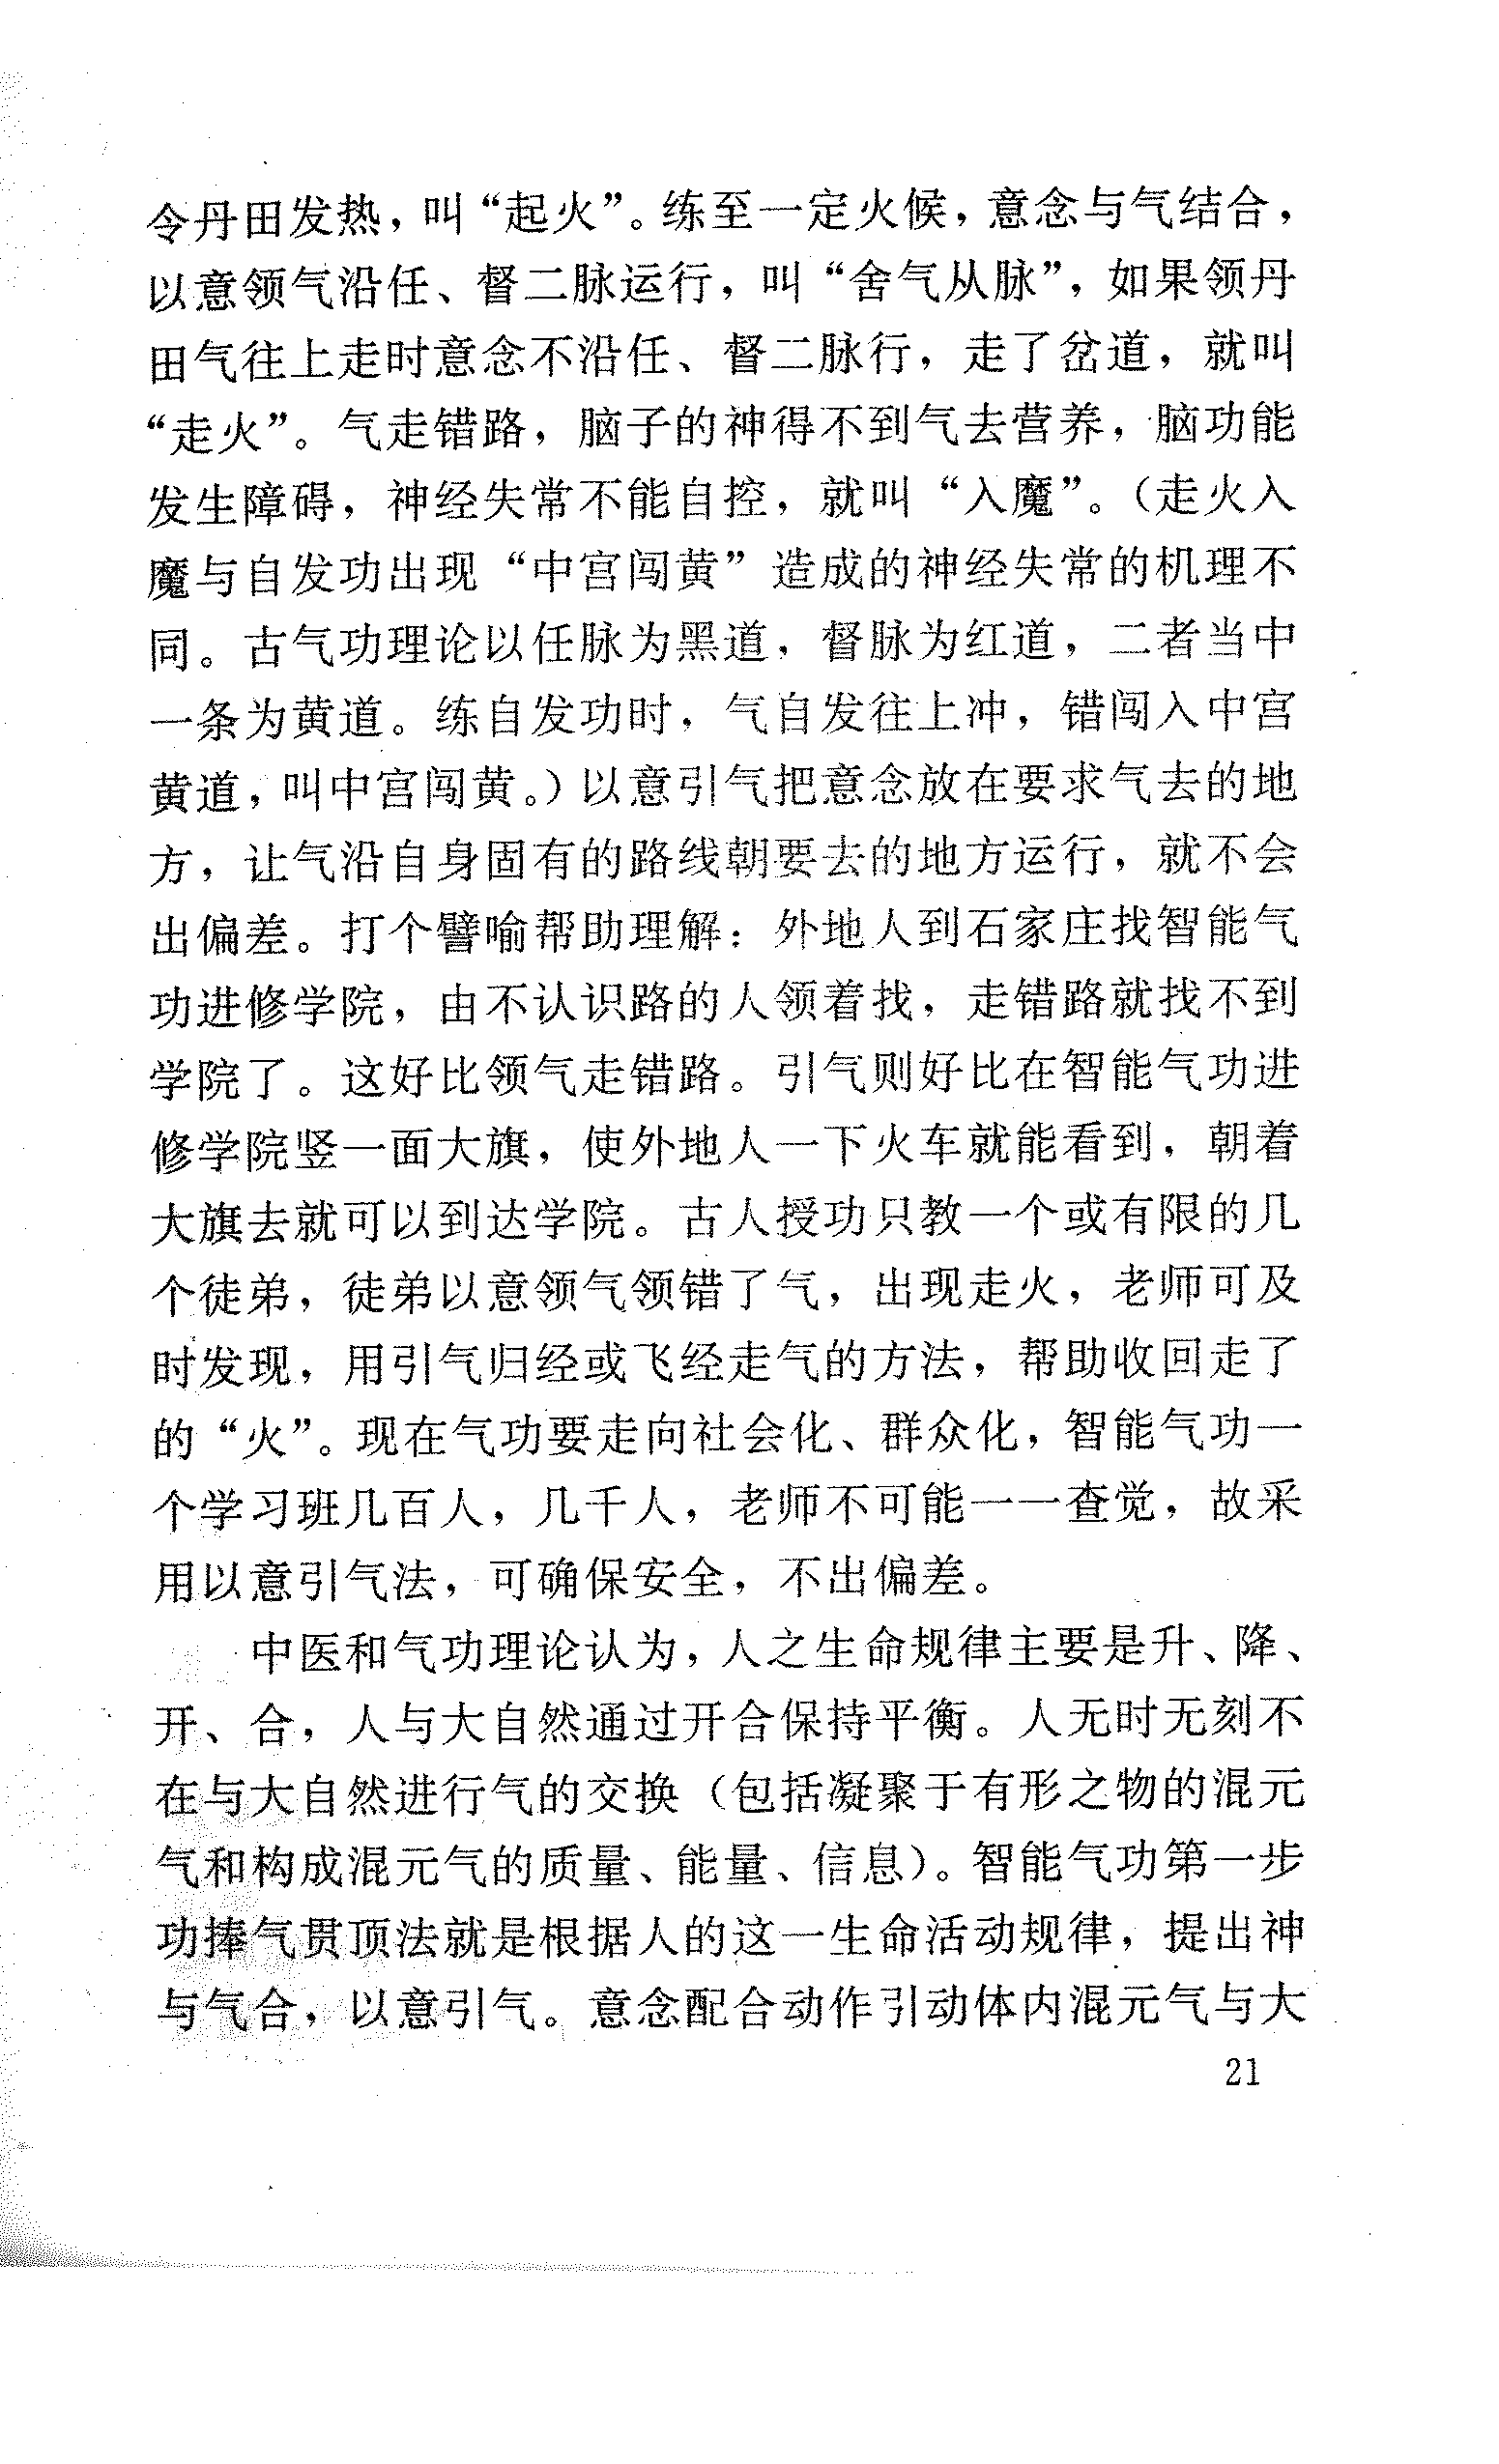 令丹田发热，叫“起火”。练至一定火候，意念与气结合，
以意领气沿任、督二脉运行，叫“舍气从脉”，如果领丹
田气往上走时意念不沿任、督二脉行，走了岔道，就叫
“走火”。气走错路，脑子的神得不到气去营养，脑功能
发生障碍，神经失常不能自控，就叫“入魔”。（走火入
魔与自发功出现“中宫闯黄”造成的神经失常的机理不
同。古气功理论以任脉为黑道，督脉为红道，二者当中
一条为黄道。练自发功时，气自发往上冲，错闯入中宫
黄道，叫中宫闯黄。）以意引气把意念放在要求气去的地
方，让气沿自身固有的路线朝要去的地方运行，就不会
出偏差。打个譬喻帮助理解：外地人到石家庄找智能气
功进修学院，由不认识路的人领着找，走错路就找不到
学院了。这好比领气走错路。引气则好比在智能气功进
修学院竖一面大旗，使外地人一下火车就能看到，朝着
大旗去就可以到达学院。古人授功只教一个或有限的几
个徒弟，徒弟以意领气领错了气，出现走火，老师可及
时发现，用引气归经或飞经走气的方法，帮助收回走了
的“火”。现在气功要走向社会化、群众化，智能气功一
个学习班几百人，几千人，老师不可能一一查觉，故采
用以意引气法，可确保安全，不出偏差。
中医和气功理论认为，人之生命规律主要是升、降、
开、合，人与大自然通过开合保持平衡。人无时无刻不
在与大自然进行气的交换（包括凝聚于有形之物的混元
气和构成混元气的质量、能量、信息）。智能气功第一步
功捧气贯顶法就是根据人的这一生命活动规律，提出神
与气合，以意引气。意念配合动作引动体内混元气与大
21